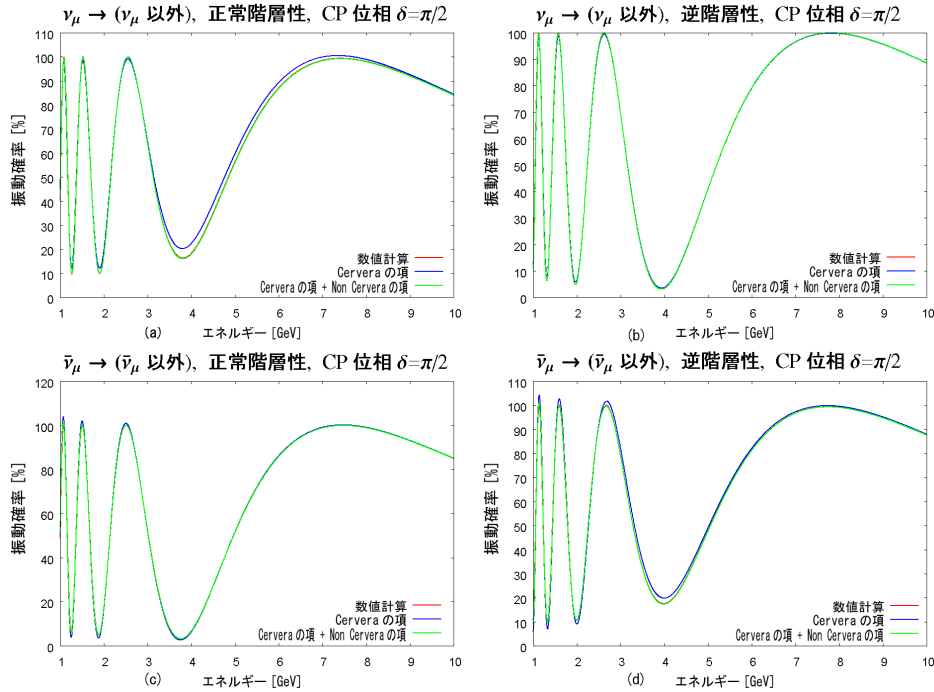 νμ → (νμ 以外), 正常階層性, CP 位相 δ=π/2
振動確率 [%]
110
100
90
80
70
60
50
40
30
20
10
0
数値計算
Cervera の項
Cervera の項 + Non Cervera の項
1 2 3 4 5 6 7 8 9 10
(a) エネルギー [GeV]
νμ → (νμ 以外), 逆階層性, CP 位相 δ=π/2
振動確率 [%]
100
90
80
70
60
50
40
30
20
10
0
数値計算
Cervera の項
Cervera の項 + Non Cervera の項
1 2 3 4 5 6 7 8 9 10
(b) エネルギー [GeV]
ν̄μ → (ν̄μ 以外), 正常階層性, CP 位相 δ=π/2
振動確率 [%]
120
100
80
60
40
20
0
数値計算
Cervera の項
Cervera の項 + Non Cervera の項
1 2 3 4 5 6 7 8 9 10
(c) エネルギー [GeV]
ν̄μ → (ν̄μ 以外), 逆階層性, CP 位相 δ=π/2
振動確率 [%]
110
100
90
80
70
60
50
40
30
20
10
0
数値計算
Cervera の項
Cervera の項 + Non Cervera の項
1 2 3 4 5 6 7 8 9 10
(d) エネルギー [GeV]